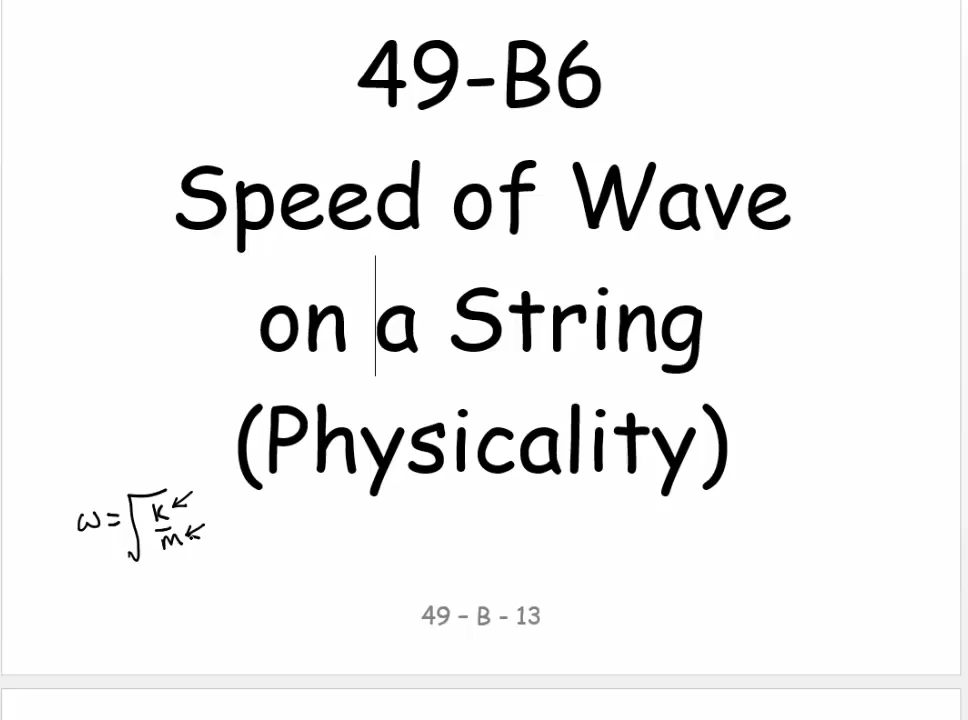 49-B6
Speed of Wave
on a String
(Physicality)
ω = √(k/m)
49 – B - 13